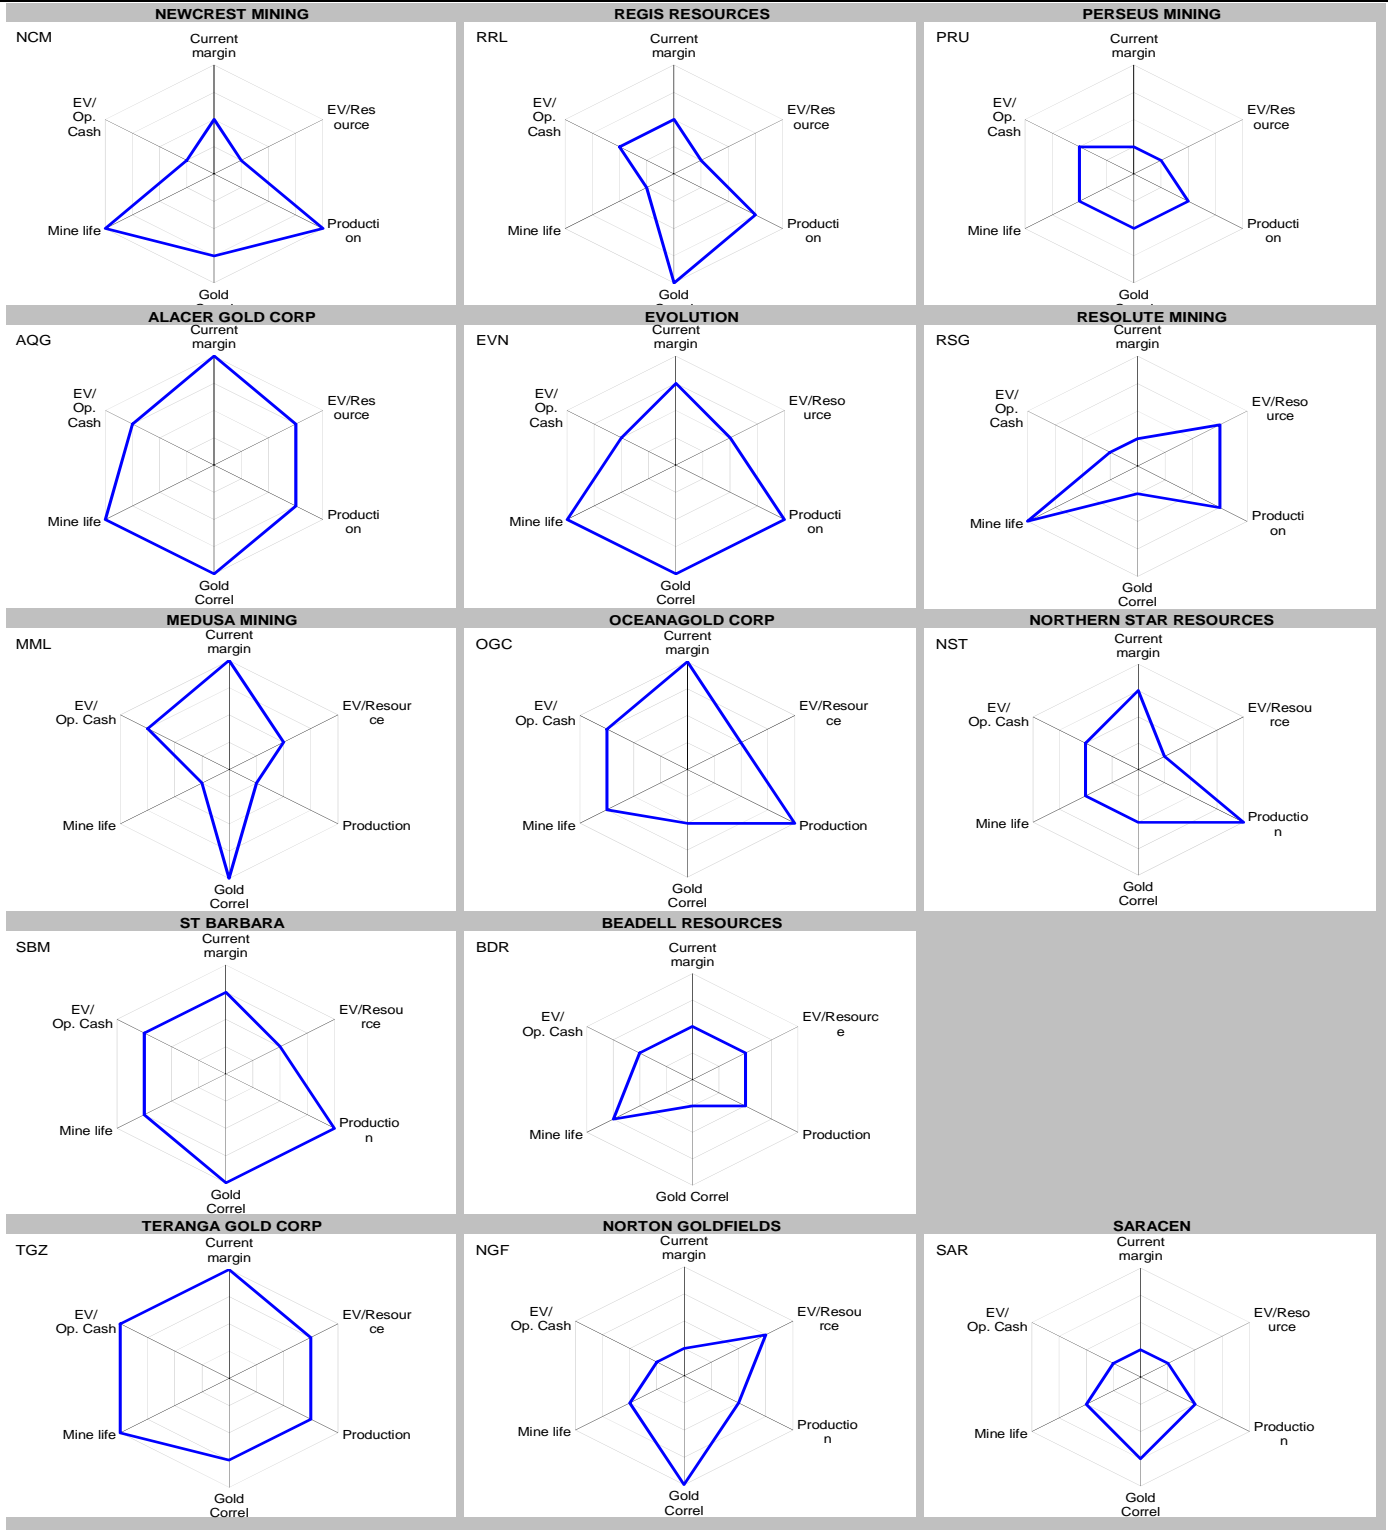 NEWCREST MINING
NCM
Current
margin
EV/
Op.
Cash
EV/Res
ource
Mine life
Producti
on
Gold
REGIS RESOURCES
RRL
Current
margin
EV/
Op.
Cash
EV/Res
ource
Mine life
Producti
on
Gold
PERSEUS MINING
PRU
Current
margin
EV/
Op.
Cash
EV/Res
ource
Mine life
Producti
on
Gold
ALACER GOLD CORP
AQG
Current
margin
EV/
Op.
Cash
EV/Res
ource
Mine life
Producti
on
Gold
Correl
EVOLUTION
EVN
Current
margin
EV/
Op.
Cash
EV/Reso
urce
Mine life
Producti
on
Gold
Correl
RESOLUTE MINING
RSG
Current
margin
EV/
Op.
Cash
EV/Reso
urce
Mine life
Producti
on
Gold
Correl
MEDUSA MINING
MML
Current
margin
EV/
Op. Cash
EV/Resour
ce
Mine life
Production
Gold
Correl
OCEANAGOLD CORP
OGC
Current
margin
EV/
Op. Cash
EV/Resour
ce
Mine life
Production
Gold
Correl
NORTHERN STAR RESOURCES
NST
Current
margin
EV/
Op. Cash
EV/Resou
rce
Mine life
Productio
n
Gold
Correl
ST BARBARA
SBM
Current
margin
EV/
Op. Cash
EV/Resou
rce
Mine life
Productio
n
Gold
Correl
BEADELL RESOURCES
BDR
Current
margin
EV/
Op. Cash
EV/Resourc
e
Mine life
Production
Gold Correl
TERANGA GOLD CORP
TGZ
Current
margin
EV/
Op. Cash
EV/Resour
ce
Mine life
Production
Gold
Correl
NORTON GOLDFIELDS
NGF
Current
margin
EV/
Op. Cash
EV/Resou
rce
Mine life
Productio
n
Gold
Correl
SARACEN
SAR
Current
margin
EV/
Op. Cash
EV/Reso
urce
Mine life
Productio
n
Gold
Correl